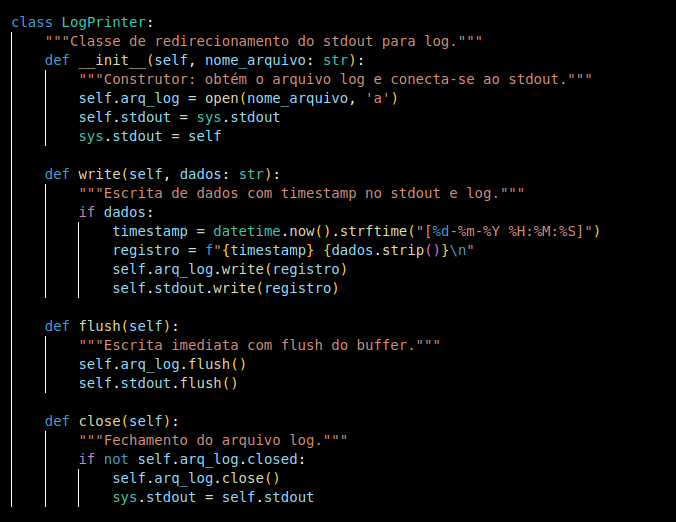 class LogPrinter:
    """Classe de redirecionamento do stdout para log."""
    def __init__(self, nome_arquivo: str):
        """Construtor: obtém o arquivo log e conecta-se ao stdout."""
        self.arq_log = open(nome_arquivo, 'a')
        self.stdout = sys.stdout
        sys.stdout = self

    def write(self, dados: str):
        """Escrita de dados com timestamp no stdout e log."""
        if dados:
            timestamp = datetime.now().strftime("[%d-%m-%Y %H:%M:%S]")
            registro = f"{timestamp} {dados.strip()}\n"
            self.arq_log.write(registro)
            self.stdout.write(registro)

    def flush(self):
        """Escrita imediata com flush do buffer."""
        self.arq_log.flush()
        self.stdout.flush()

    def close(self):
        """Fechamento do arquivo log."""
        if not self.arq_log.closed:
            self.arq_log.close()
            sys.stdout = self.stdout